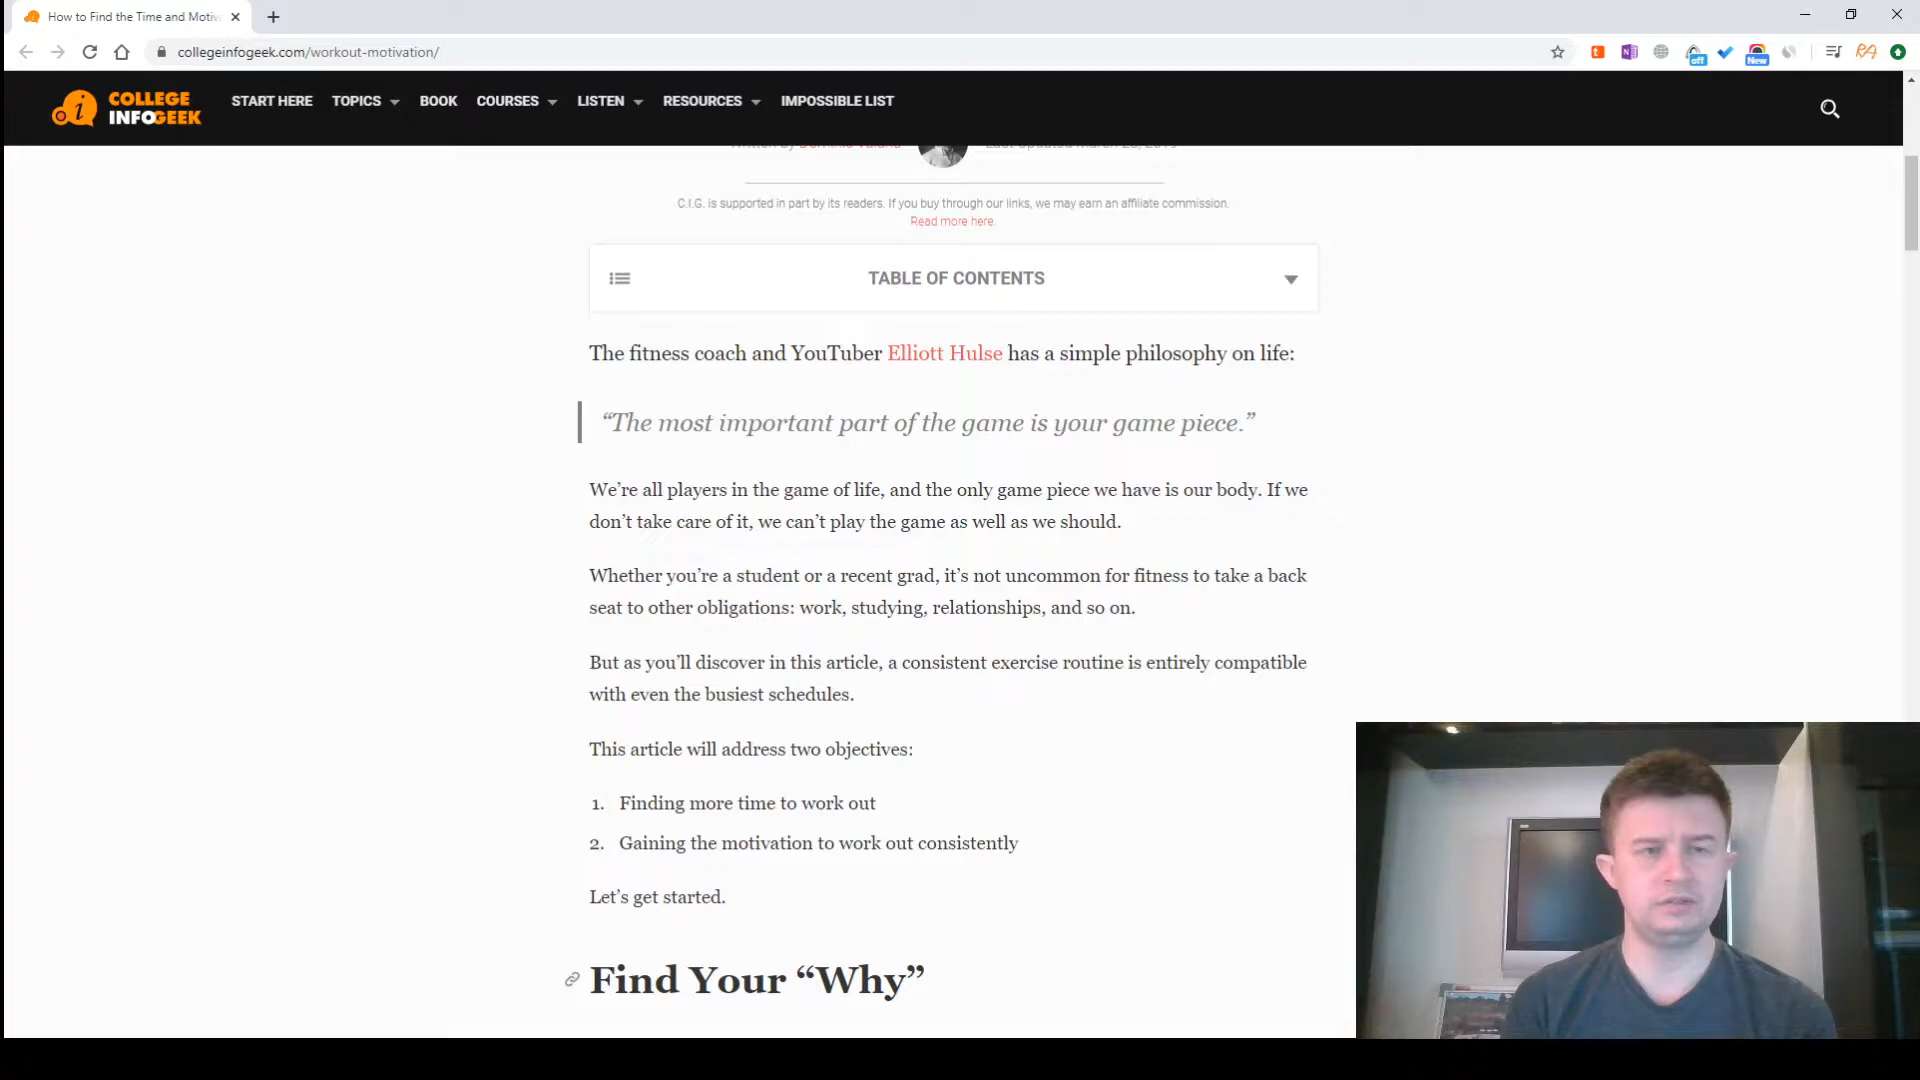 How to Find the Time and Motiv
collegeinfogeek.com/workout-motivation/
off
New
COLLEGE
INFOGEEK
START HERE
TOPICS
BOOK
COURSES
LISTEN
RESOURCES
IMPOSSIBLE LIST
C.I.G. is supported in part by its readers. If you buy through our links, we may earn an affiliate commission.
Read more here.
TABLE OF CONTENTS
The fitness coach and YouTuber Elliott Hulse has a simple philosophy on life:
“The most important part of the game is your game piece.”
We’re all players in the game of life, and the only game piece we have is our body. If we
don’t take care of it, we can’t play the game as well as we should.
Whether you’re a student or a recent grad, it’s not uncommon for fitness to take a back
seat to other obligations: work, studying, relationships, and so on.
But as you’ll discover in this article, a consistent exercise routine is entirely compatible
with even the busiest schedules.
This article will address two objectives:
1. Finding more time to work out
2. Gaining the motivation to work out consistently
Let’s get started.
Find Your “Why”